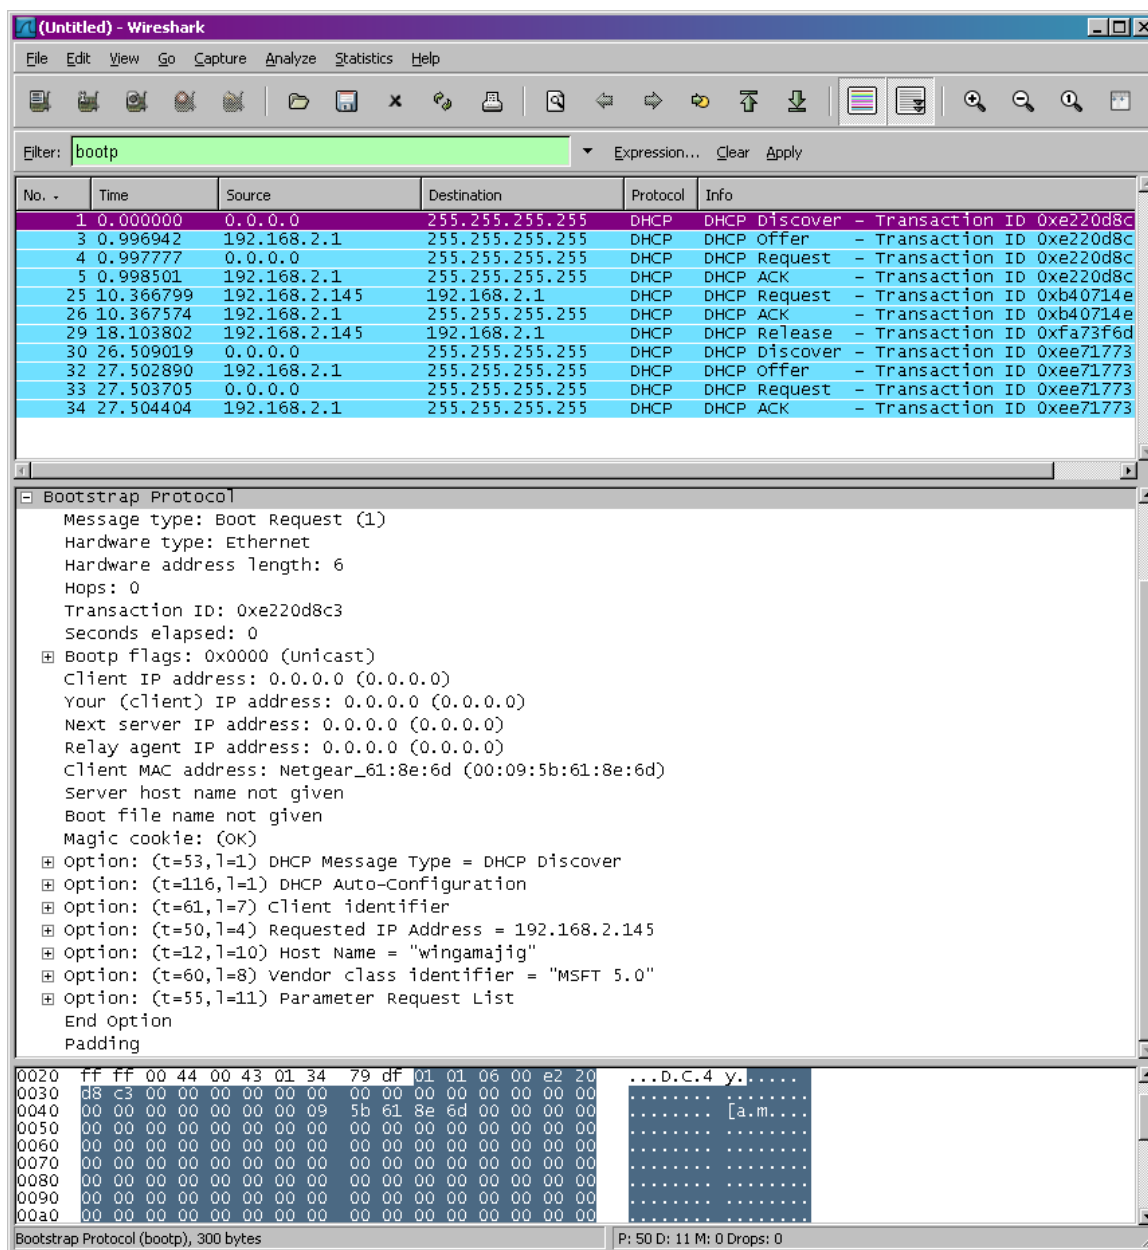 (Untitled) - Wireshark
File Edit View Go Capture Analyze Statistics Help
Filter: bootp Expression... Clear Apply
No. Time Source Destination Protocol Info
1 0.000000 0.0.0.0 255.255.255.255 DHCP DHCP Discover - Transaction ID 0xe220d8c
3 0.996942 192.168.2.1 255.255.255.255 DHCP DHCP Offer - Transaction ID 0xe220d8c
4 0.997777 0.0.0.0 255.255.255.255 DHCP DHCP Request - Transaction ID 0xe220d8c
5 0.998501 192.168.2.1 255.255.255.255 DHCP DHCP ACK - Transaction ID 0xe220d8c
25 10.366799 192.168.2.145 192.168.2.1 DHCP DHCP Request - Transaction ID 0xb40714e
26 10.367574 192.168.2.1 255.255.255.255 DHCP DHCP ACK - Transaction ID 0xb40714e
29 18.103802 192.168.2.145 192.168.2.1 DHCP DHCP Release - Transaction ID 0xfa73f6d
30 26.509019 0.0.0.0 255.255.255.255 DHCP DHCP Discover - Transaction ID 0xee71773
32 27.502890 192.168.2.1 255.255.255.255 DHCP DHCP Offer - Transaction ID 0xee71773
33 27.503705 0.0.0.0 255.255.255.255 DHCP DHCP Request - Transaction ID 0xee71773
34 27.504404 192.168.2.1 255.255.255.255 DHCP DHCP ACK - Transaction ID 0xee71773
Bootstrap Protocol
Message type: Boot Request (1)
Hardware type: Ethernet
Hardware address length: 6
Hops: 0
Transaction ID: 0xe220d8c3
Seconds elapsed: 0
Bootp flags: 0x0000 (Unicast)
Client IP address: 0.0.0.0 (0.0.0.0)
Your (client) IP address: 0.0.0.0 (0.0.0.0)
Next server IP address: 0.0.0.0 (0.0.0.0)
Relay agent IP address: 0.0.0.0 (0.0.0.0)
Client MAC address: Netgear_61:8e:6d (00:09:5b:61:8e:6d)
Server host name not given
Boot file name not given
Magic cookie: (OK)
Option: (t=53,l=1) DHCP Message Type = DHCP Discover
Option: (t=116,l=1) DHCP Auto-Configuration
Option: (t=61,l=7) Client identifier
Option: (t=50,l=4) Requested IP Address = 192.168.2.145
Option: (t=12,l=10) Host Name = "wingamajig"
Option: (t=60,l=8) Vendor class identifier = "MSFT 5.0"
Option: (t=55,l=11) Parameter Request List
End Option
Padding
0020 ff ff 00 44 00 43 01 34 79 df 01 01 06 00 e2 20 ...D.C.4 y......
0030 d8 c3 00 00 00 00 00 00 00 00 00 00 00 00 00 00 ........ ........
0040 00 00 00 00 00 00 00 09 5b 61 8e 6d 00 00 00 00 ........ [a.m....
0050 00 00 00 00 00 00 00 00 00 00 00 00 00 00 00 00 ........ ........
0060 00 00 00 00 00 00 00 00 00 00 00 00 00 00 00 00 ........ ........
0070 00 00 00 00 00 00 00 00 00 00 00 00 00 00 00 00 ........ ........
0080 00 00 00 00 00 00 00 00 00 00 00 00 00 00 00 00 ........ ........
0090 00 00 00 00 00 00 00 00 00 00 00 00 00 00 00 00 ........ ........
00a0 00 00 00 00 00 00 00 00 00 00 00 00 00 00 00 00 ........ ........
Bootstrap Protocol (bootp), 300 bytes P: 50 D: 11 M: 0 Drops: 0